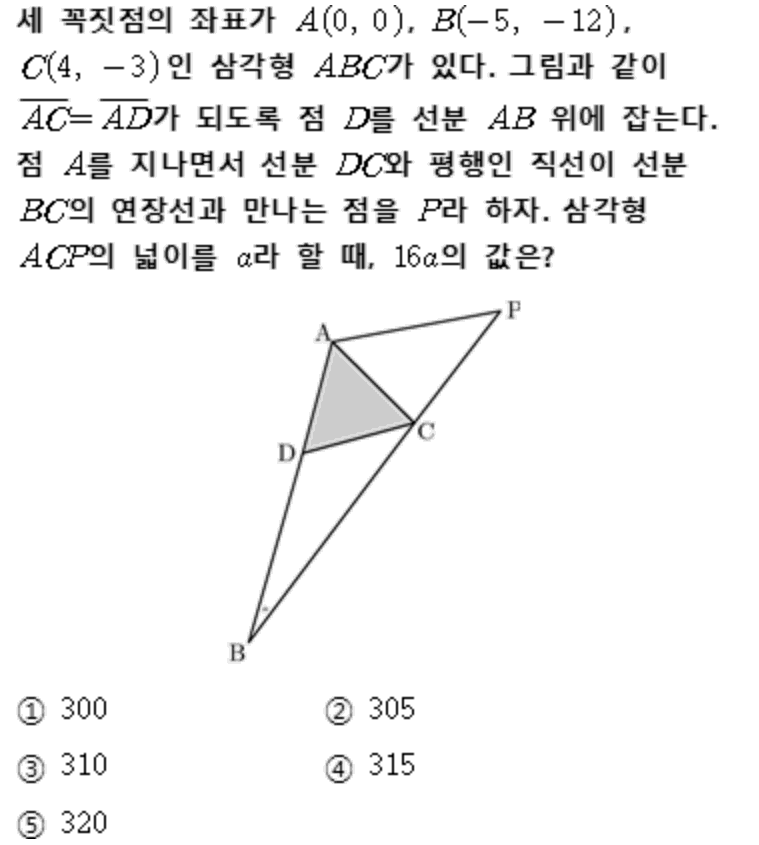 세 꼭짓점의 좌표가 A(0, 0), B(−5, −12),
C(4, −3)인 삼각형 ABC가 있다. 그림과 같이
AC=AD가 되도록 점 D를 선분 AB 위에 잡는다.
점 A를 지나면서 선분 DC와 평행인 직선이 선분
BC의 연장선과 만나는 점을 P라 하자. 삼각형
ACP의 넓이를 a라 할 때, 16a의 값은?
P
A
C
D
B
① 300 ② 305
③ 310 ④ 315
⑤ 320